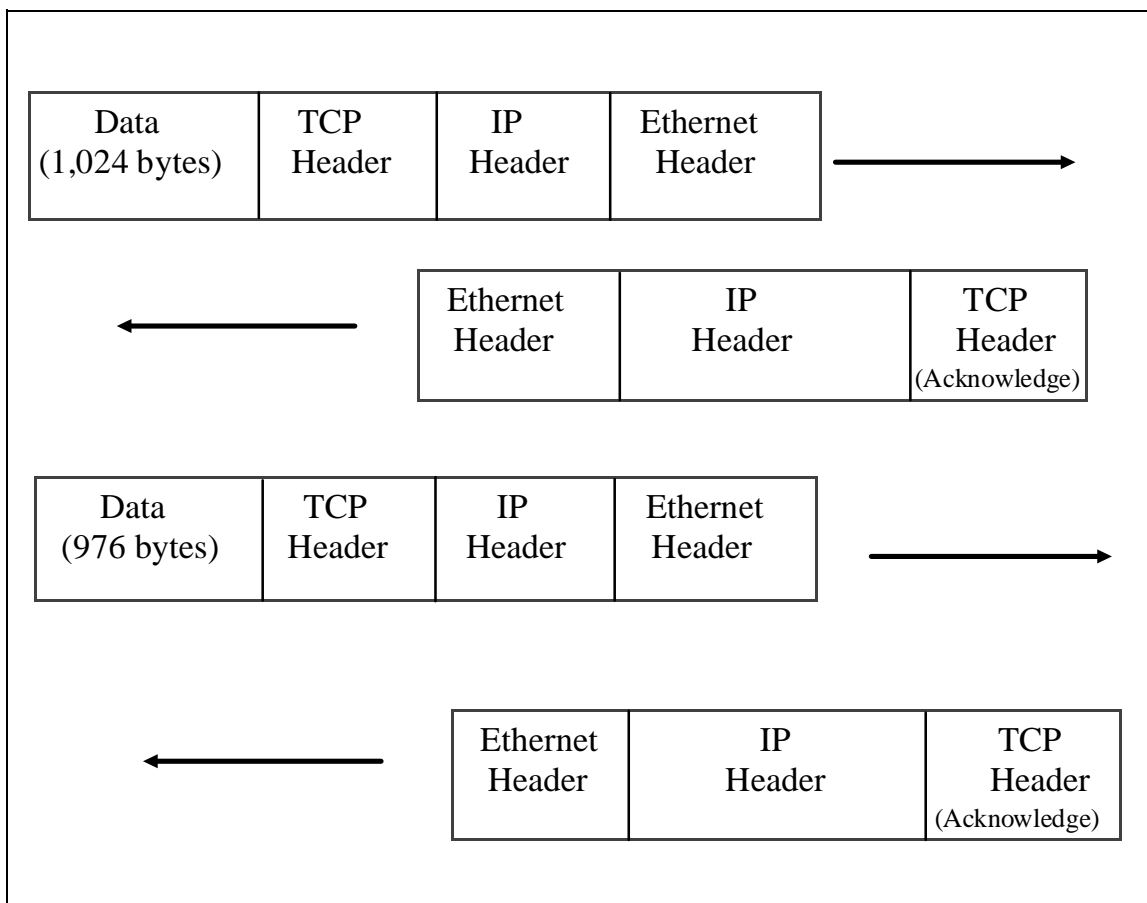 Data
(1,024 bytes)
TCP
Header
IP
Header
Ethernet
Header
Ethernet
Header
IP
Header
TCP
Header
(Acknowledge)
Data
(976 bytes)
TCP
Header
IP
Header
Ethernet
Header
Ethernet
Header
IP
Header
TCP
Header
(Acknowledge)